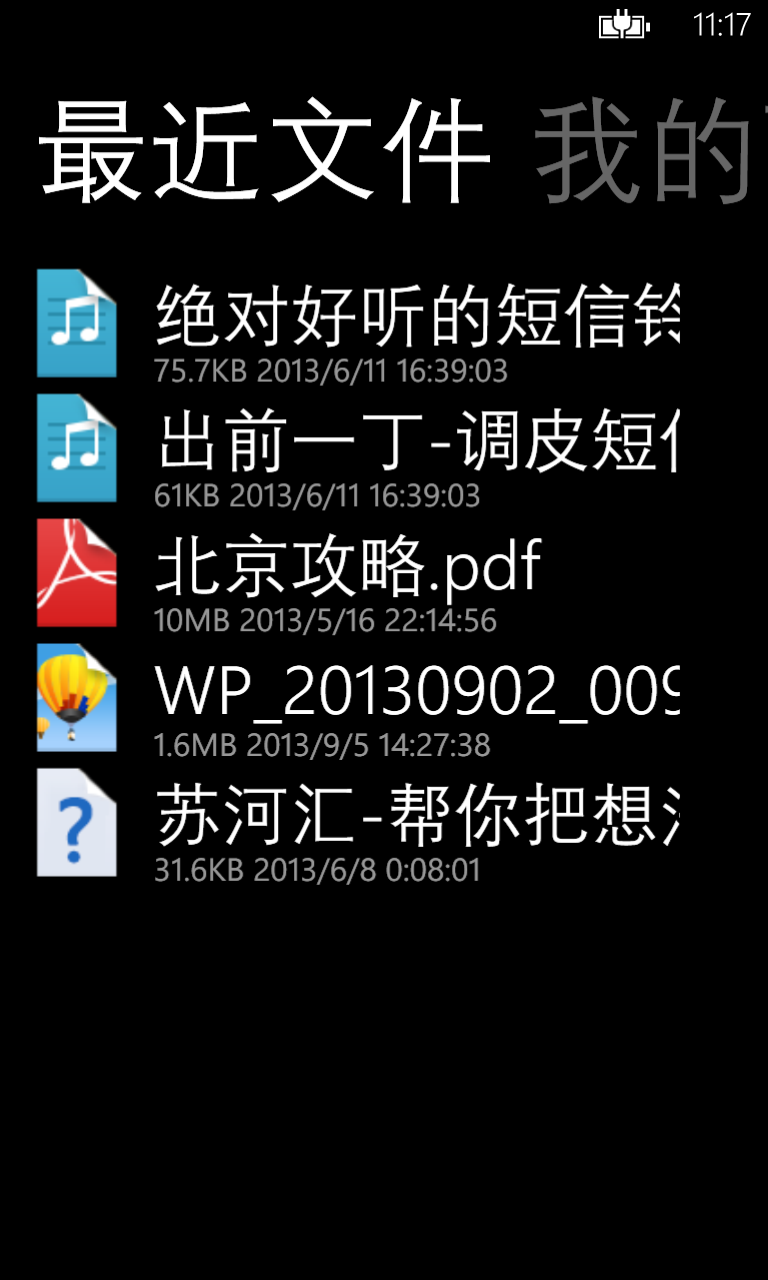 11:17
最近文件 我的
绝对好听的短信铃
75.7KB 2013/6/11 16:39:03
出前一丁-调皮短信
61KB 2013/6/11 16:39:03
北京攻略.pdf
10MB 2013/5/16 22:14:56
WP_20130902_009
1.6MB 2013/9/5 14:27:38
苏河汇-帮你把想
31.6KB 2013/6/8 0:08:01